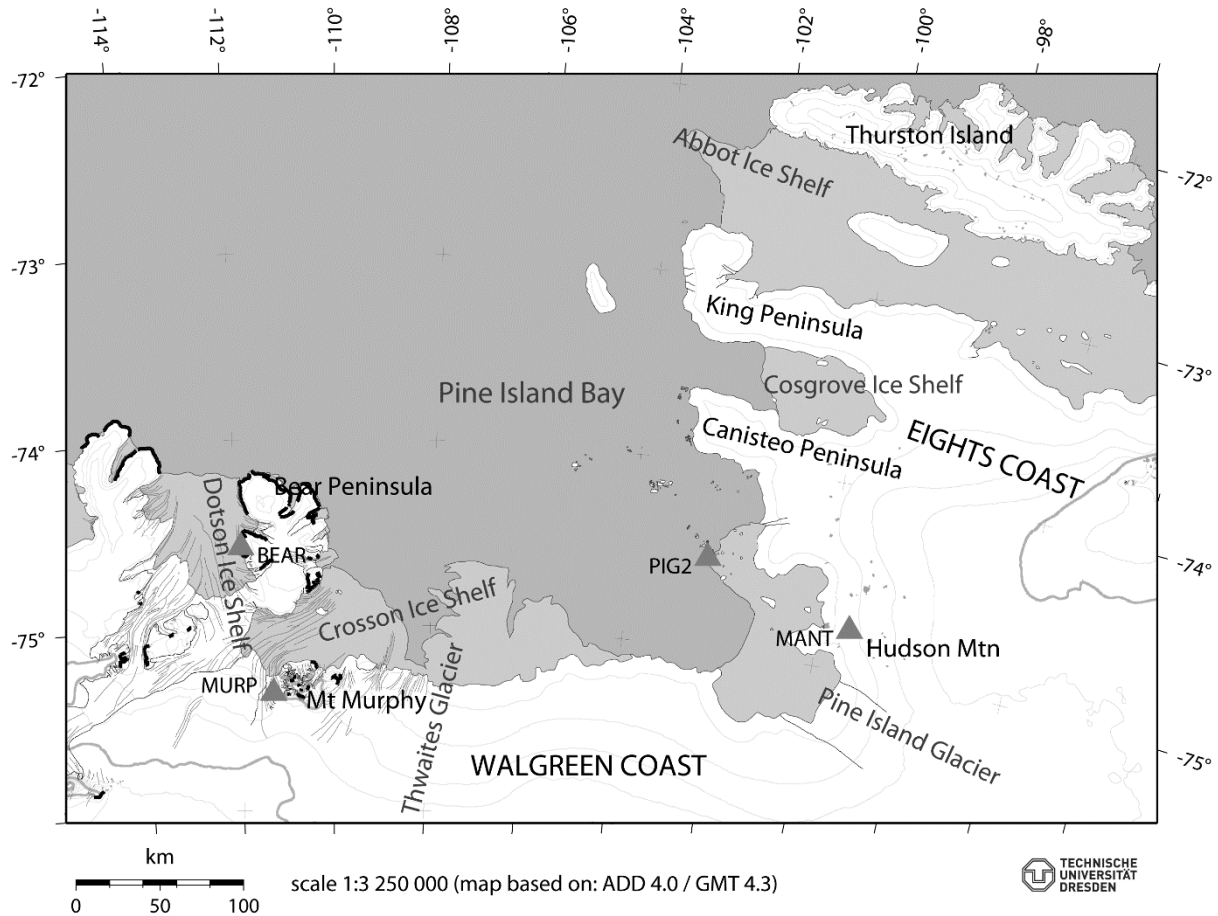 -114°
-112°
-101°
-108°
-106°
-104°
-102°
-100°
-98°
-72°
Thurston Island
Abbot Ice Shelf
-72°
-73°
King Peninsula
-73°
Pine Island Bay
Cosgrove Ice Shelf
-74°
Canisteo Peninsula
EIGHTS COAST
Bear Peninsula
Dotson Ice Shelf
BEAR
PIG2
-74°
Crosson Ice Shelf
-75°
MANT
Hudson Mtn
MURP
Mt Murphy
Thwaites Glacier
Pine Island Glacier
WALGREEN COAST
-75°
km
0 50 100
scale 1:3 250 000 (map based on: ADD 4.0 / GMT 4.3)
TECHNISCHE
UNIVERSITÄT
DRESDEN